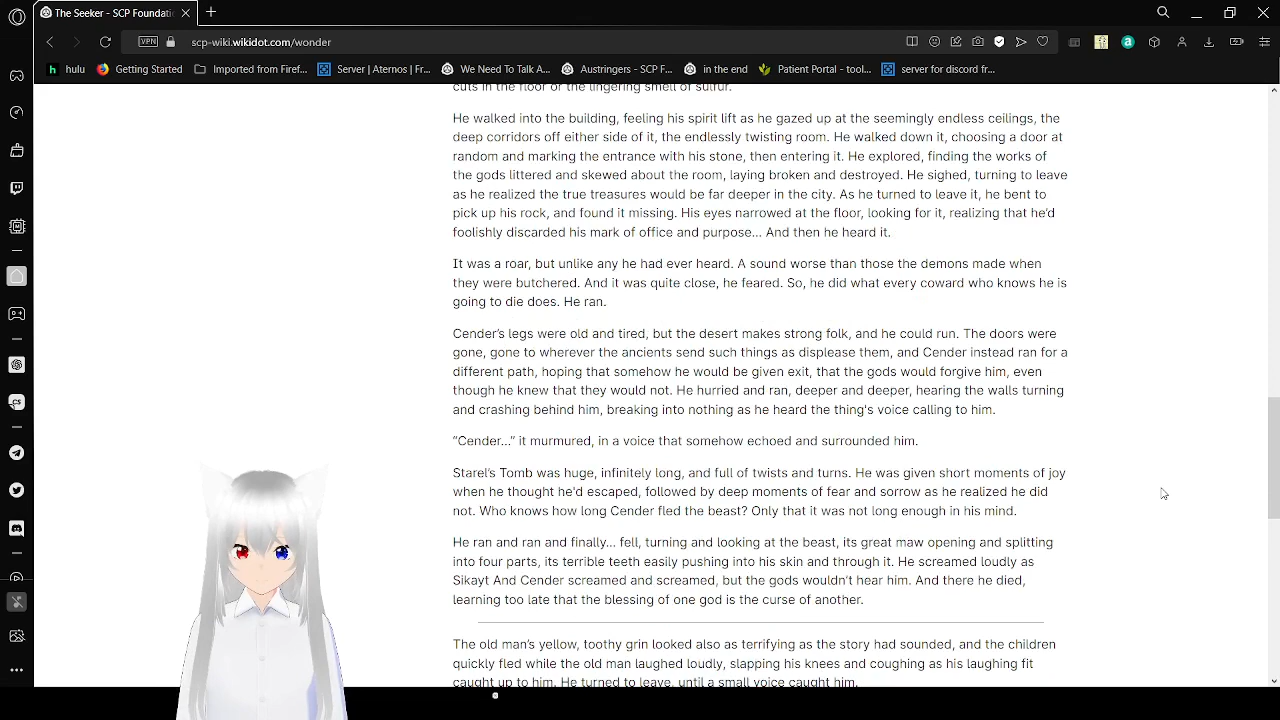 The Seeker - SCP Foundati
scp-wiki.wikidot.com/wonder
VPN
hulu
Getting Started
Imported from Firef...
Server | Aternos | Fr...
We Need To Talk A...
Austringers - SCP F...
in the end
Patient Portal - tool...
server for discord fr...
cuts in the floor or the lingering smell of sulfur.
He walked into the building, feeling his spirit lift as he gazed up at the seemingly endless ceilings, the
deep corridors off either side of it, the endlessly twisting room. He walked down it, choosing a door at
random and marking the entrance with his stone, then entering it. He explored, finding the works of
the gods littered and skewed about the room, laying broken and destroyed. He sighed, turning to leave
as he realized the true treasures would be far deeper in the city. As he turned to leave it, he bent to
pick up his rock, and found it missing. His eyes narrowed at the floor, looking for it, realizing that he'd
foolishly discarded his mark of office and purpose... And then he heard it.
It was a roar, but unlike any he had ever heard. A sound worse than those the demons made when
they were butchered. And it was quite close, he feared. So, he did what every coward who knows he is
going to die does. He ran.
Cender's legs were old and tired, but the desert makes strong folk, and he could run. The doors were
gone, gone to wherever the ancients send such things as displease them, and Cender instead ran for a
different path, hoping that somehow he would be given exit, that the gods would forgive him, even
though he knew that they would not. He hurried and ran, deeper and deeper, hearing the walls turning
and crashing behind him, breaking into nothing as he heard the thing's voice calling to him.
“Cender...” it murmured, in a voice that somehow echoed and surrounded him.
Starel's Tomb was huge, infinitely long, and full of twists and turns. He was given short moments of joy
when he thought he'd escaped, followed by deep moments of fear and sorrow as he realized he did
not. Who knows how long Cender fled the beast? Only that it was not long enough in his mind.
He ran and ran and finally... fell, turning and looking at the beast, its great maw opening and splitting
into four parts, its terrible teeth easily pushing into his skin and through it. He screamed loudly as
Sikayt And Cender screamed and screamed, but the gods wouldn't hear him. And there he died,
learning too late that the blessing of one god is the curse of another.
The old man's yellow, toothy grin looked also as terrifying as the story had sounded, and the children
quickly fled while the old man laughed loudly, slapping his knees and coughing as his laughing fit
caught up to him. He turned to leave, until a small voice caught him.